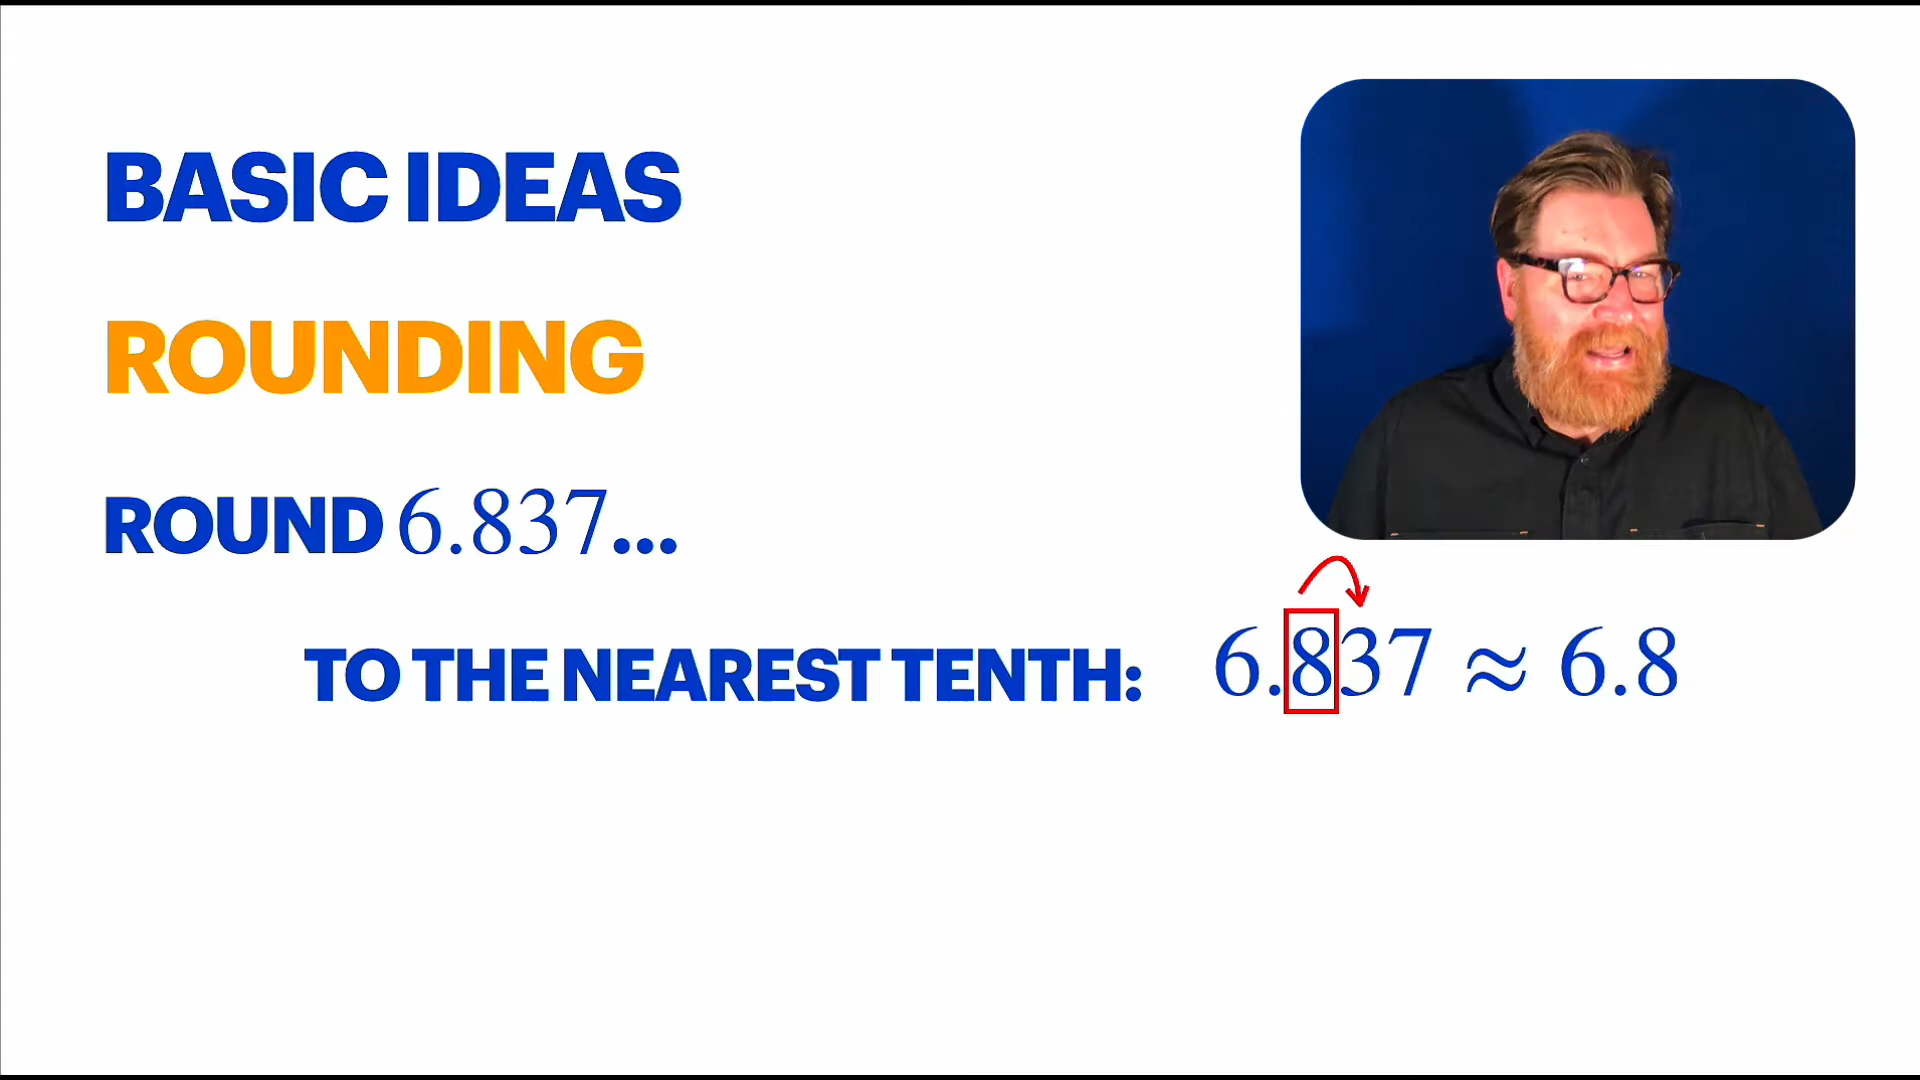 BASIC IDEAS
ROUNDING
ROUND 6.837...
TO THE NEAREST TENTH: 6.837 ≈ 6.8